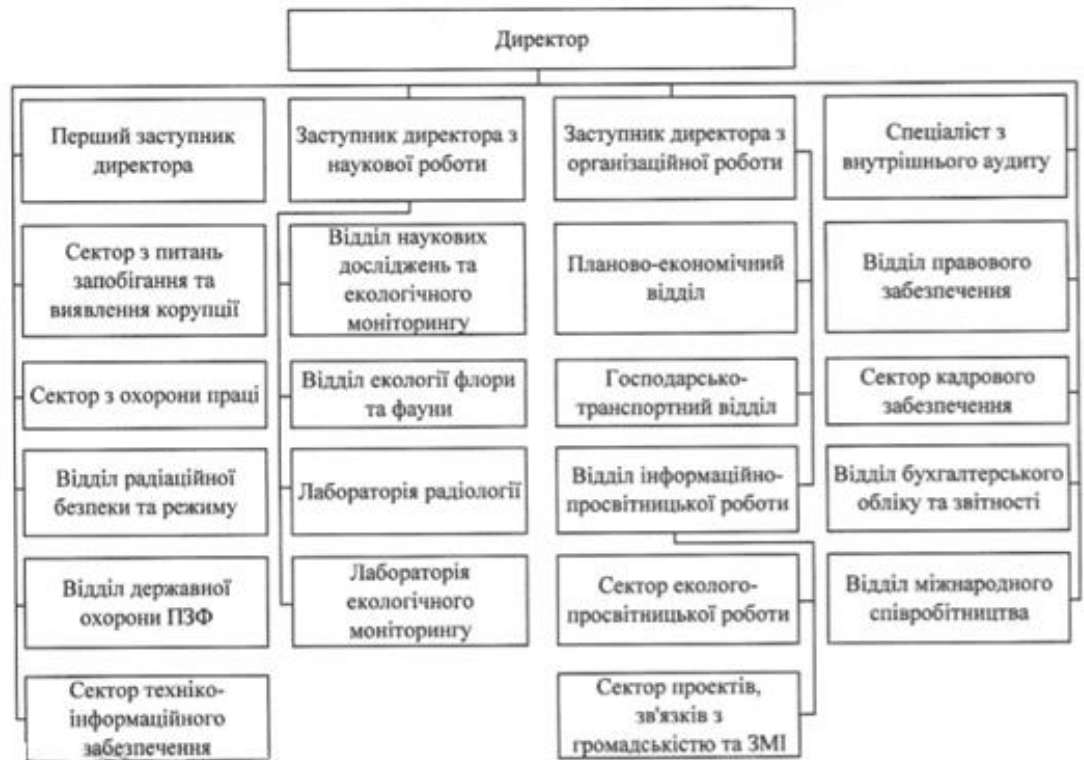 Директор
Перший заступник
директора
Заступник директора з
наукової роботи
Заступник директора з
організаційної роботи
Спеціаліст з
внутрішнього аудиту
Сектор з питань
запобігання та
виявлення корупції
Відділ наукових
досліджень та
екологічного
моніторингу
Планово-економічний
відділ
Відділ правового
забезпечення
Сектор з охорони праці
Відділ екології флори
та фауни
Господарсько-
транспортний відділ
Сектор кадрового
забезпечення
Відділ радіаційної
безпеки та режиму
Лабораторія радіології
Відділ інформаційно-
просвітницької роботи
Відділ бухгалтерського
обліку та звітності
Відділ державної
охорони ПЗФ
Лабораторія
екологічного
моніторингу
Сектор еколого-
просвітницької роботи
Відділ міжнародного
співробітництва
Сектор техніко-
інформаційного
забезпечення
Сектор проектів,
зв'язків з
громадськістю та ЗМІ